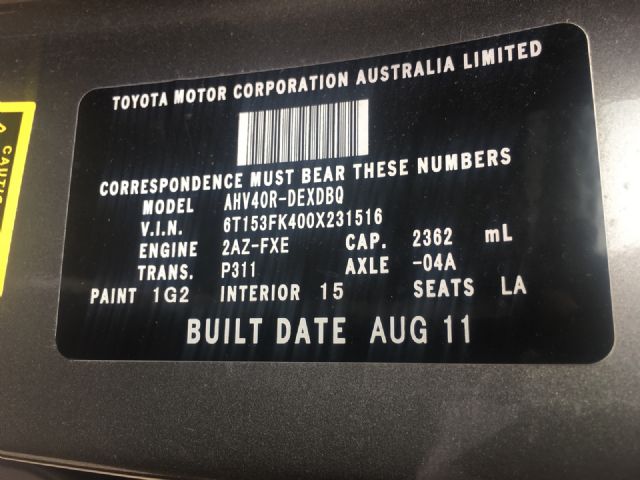 TOYOTA MOTOR CORPORATION AUSTRALIA LIMITED
CORRESPONDENCE MUST BEAR THESE NUMBERS
MODEL AHV40R-DEXDBQ
V.I.N. 6T153FK400X231516
ENGINE 2AZ-FXE CAP. 2362 mL
TRANS. P311 AXLE -04A
PAINT 1G2 INTERIOR 15 SEATS LA
BUILT DATE AUG 11